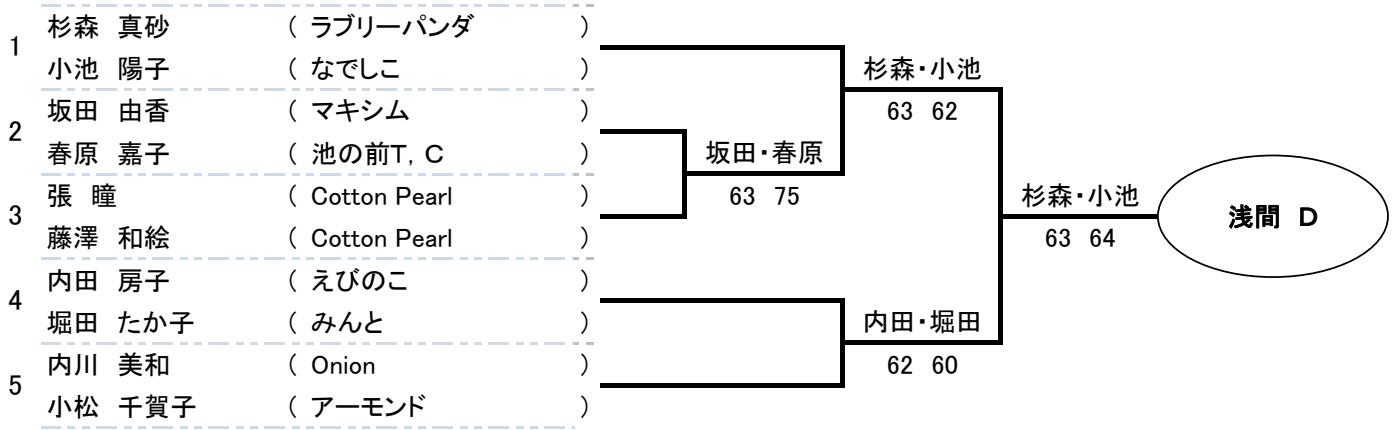 1
杉森　真砂　（ ラブリーパンダ ）
小池　陽子　（ なでしこ ）
2
坂田　由香　（ マキシム ）
春原　嘉子　（ 池の前T，C ）
3
張　瞳　（ Cotton Pearl ）
藤澤　和絵　（ Cotton Pearl ）
4
内田　房子　（ えびのこ ）
堀田　たか子　（ みんと ）
5
内川　美和　（ Onion ）
小松　千賀子　（ アーモンド ）
坂田・春原
63 75
杉森・小池
63 62
内田・堀田
62 60
杉森・小池
63 64
浅間　D